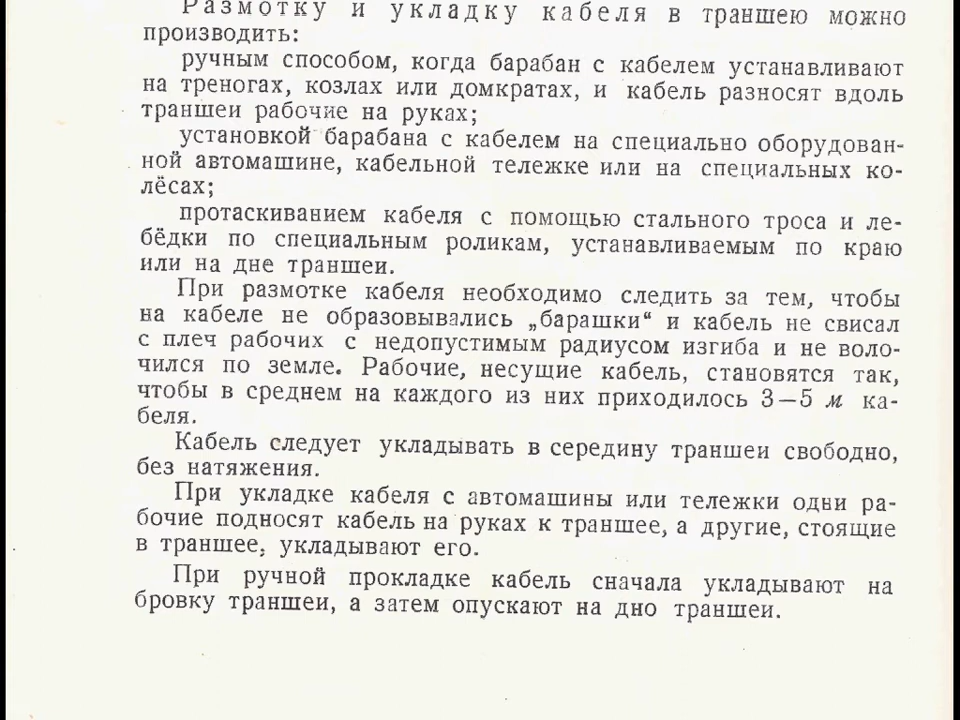 Размотку и укладку кабеля в траншею можно
производить:
ручным способом, когда барабан с кабелем устанавливают
на треногах, козлах или домкратах, и кабель разносят вдоль
траншеи рабочие на руках;
установкой барабана с кабелем на специально оборудован-
ной автомашине, кабельной тележке или на специальных ко-
лёсах;
протаскиванием кабеля с помощью стального троса и ле-
бёдки по специальным роликам, устанавливаемым по краю
или на дне траншеи.
При размотке кабеля необходимо следить за тем, чтобы
на кабеле не образовывались „барашки“ и кабель не свисал
с плеч рабочих с недопустимым радиусом изгиба и не воло-
чился по земле. Рабочие, несущие кабель, становятся так,
чтобы в среднем на каждого из них приходилось 3—5 м ка-
беля.
Кабель следует укладывать в середину траншеи свободно,
без натяжения.
При укладке кабеля с автомашины или тележки одни ра-
бочие подносят кабель на руках к траншее, а другие, стоящие
в траншее, укладывают его.
При ручной прокладке кабель сначала укладывают на
бровку траншеи, а затем опускают на дно траншеи.